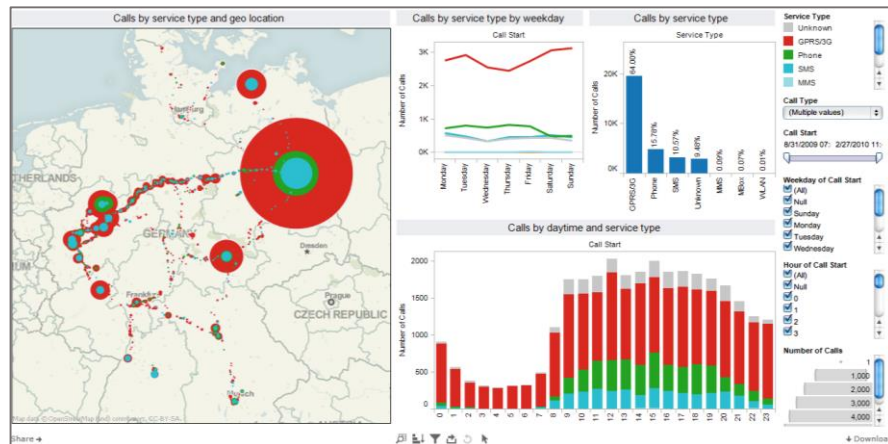 Calls by service type and geo location
Hamburg
THERLANDS
GERMAN
Dresden
Frankfurt
Prague
CZECH REPUBLIC
Munich
Calls by service type by weekday
Call Start
Number of Calls
3K
2K
1K
0K
Monday
Tuesday
Wednesday
Thursday
Friday
Saturday
Sunday
Calls by service type
Service Type
Number of Calls
20K
10K
0K
64.00%
15.78%
10.57%
9.48%
0.09%
0.07%
0.01%
GPRS/3G
Phone
SMS
Unknown
MMS
MBox
WLAN
Calls by daytime and service type
Call Start
Number of Calls
2000
1500
1000
500
0
0 1 2 3 4 5 6 7 8 9 10 11 12 13 14 15 16 17 18 19 20 21 22 23
Service Type
Unknown
GPRS/3G
Phone
SMS
MMS
Call Type
(Multiple values)
Call Start
8/31/2009 07: 2/27/2010 11:
Weekday of Call Start
(All)
Null
Sunday
Monday
Tuesday
Wednesday
Hour of Call Start
(All)
Null
0
1
2
3
Number of Calls
1
1,000
2,000
3,000
4,000
Share
Downloa